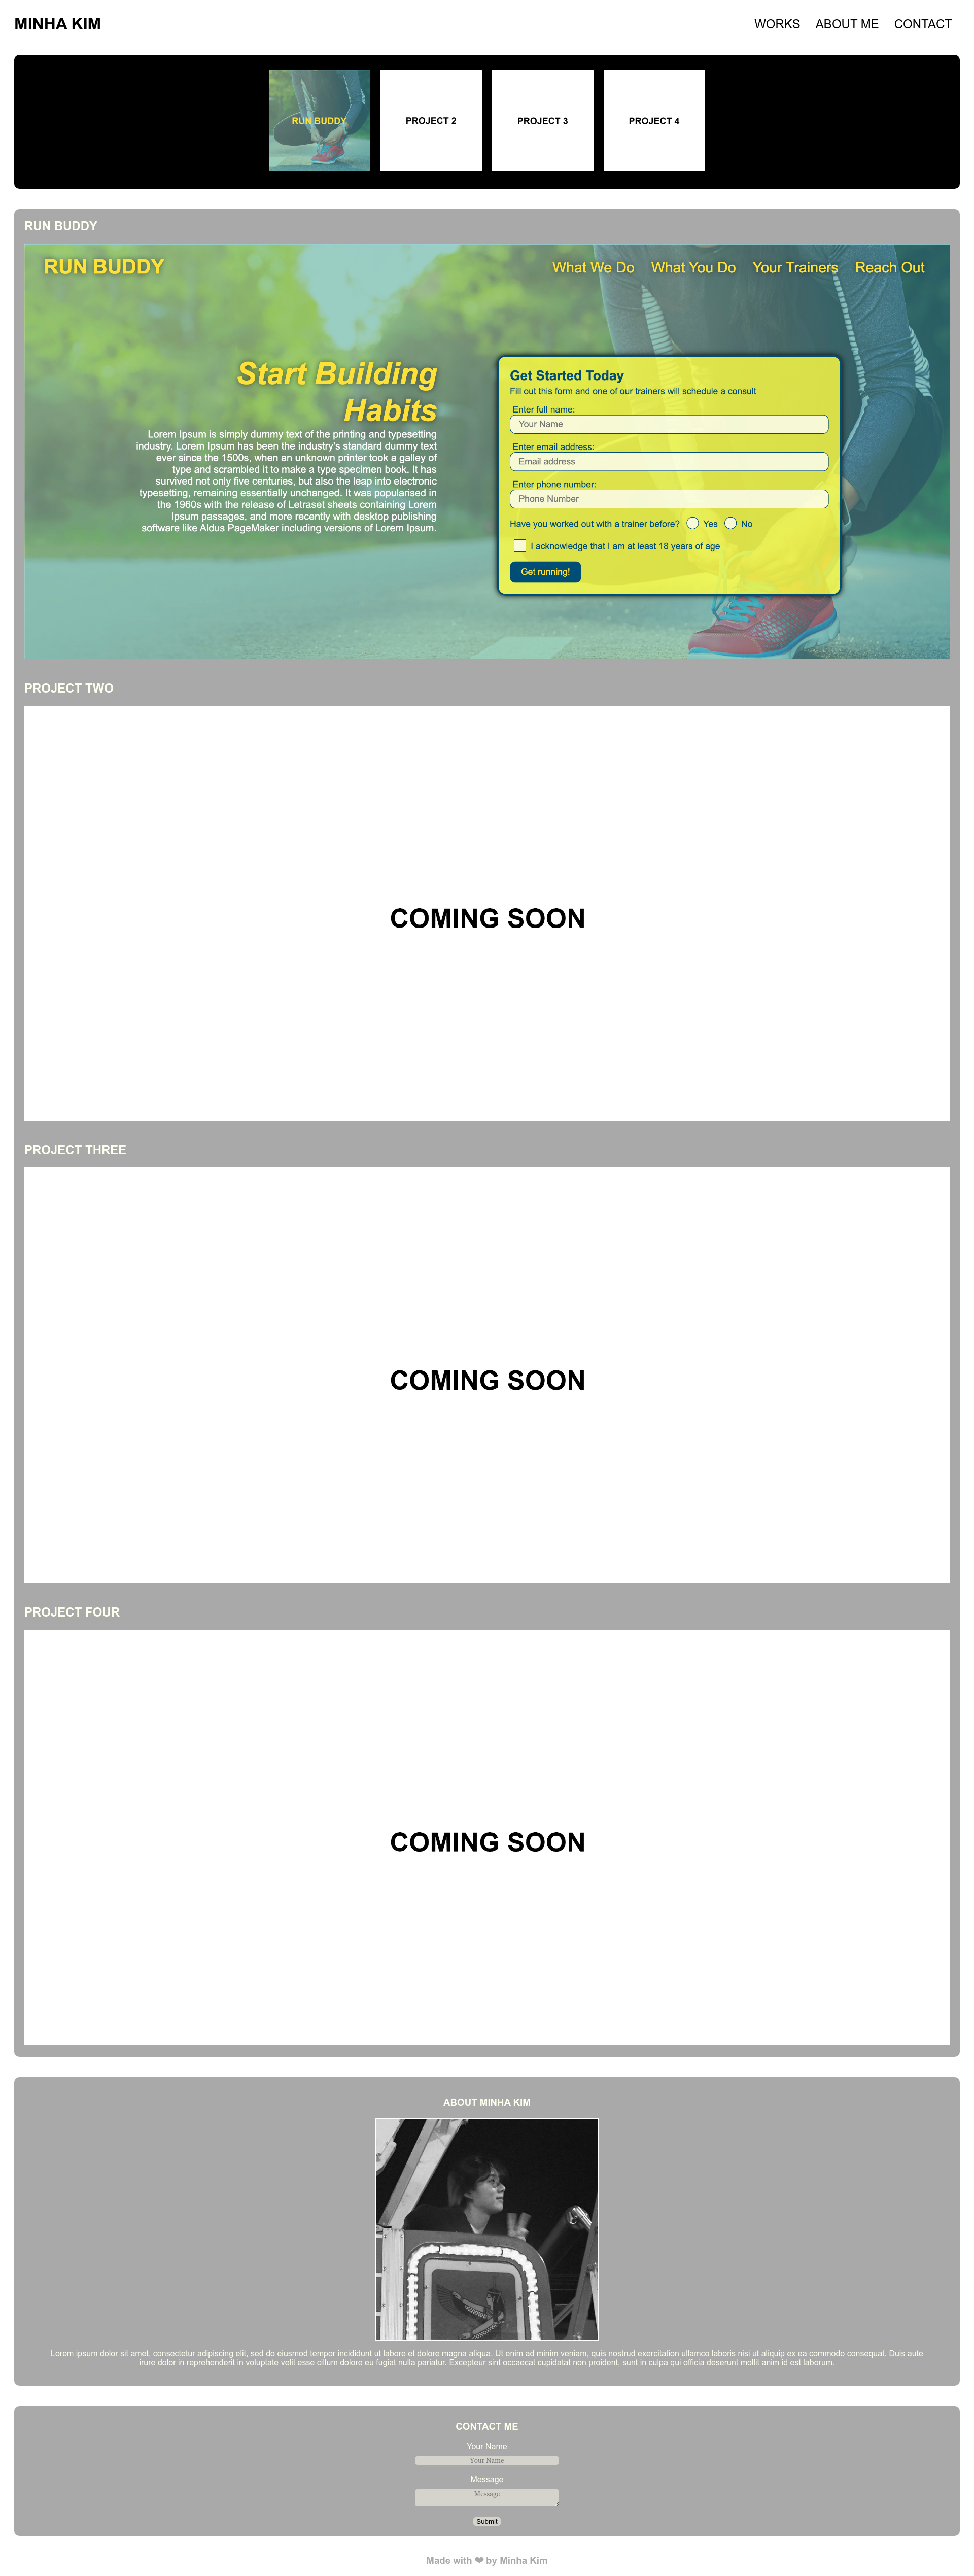 MINHA KIM
WORKS ABOUT ME CONTACT
RUN BUDDY
PROJECT 2
PROJECT 3
PROJECT 4
RUN BUDDY
RUN BUDDY
What We Do What You Do Your Trainers Reach Out
Start Building
Habits
Lorem Ipsum is simply dummy text of the printing and typesetting
industry. Lorem Ipsum has been the industry's standard dummy text
ever since the 1500s, when an unknown printer took a galley of
type and scrambled it to make a type specimen book. It has
survived not only five centuries, but also the leap into electronic
typesetting, remaining essentially unchanged. It was popularised in
the 1960s with the release of Letraset sheets containing Lorem
Ipsum passages, and more recently with desktop publishing
software like Aldus PageMaker including versions of Lorem Ipsum.
Get Started Today
Fill out this form and one of our trainers will schedule a consult
Enter full name:
Your Name
Enter email address:
Email address
Enter phone number:
Phone Number
Have you worked out with a trainer before? Yes No
I acknowledge that I am at least 18 years of age
Get running!
PROJECT TWO
COMING SOON
PROJECT THREE
COMING SOON
PROJECT FOUR
COMING SOON
ABOUT MINHA KIM
Lorem ipsum dolor sit amet, consectetur adipiscing elit, sed do eiusmod tempor incididunt ut labore et dolore magna aliqua. Ut enim ad minim veniam, quis nostrud exercitation ullamco laboris nisi ut aliquip ex ea commodo consequat. Duis aute
irure dolor in reprehenderit in voluptate velit esse cillum dolore eu fugiat nulla pariatur. Excepteur sint occaecat cupidatat non proident, sunt in culpa qui officia deserunt mollit anim id est laborum.
CONTACT ME
Your Name
Your Name
Message
Message
Submit
Made with ❤ by Minha Kim